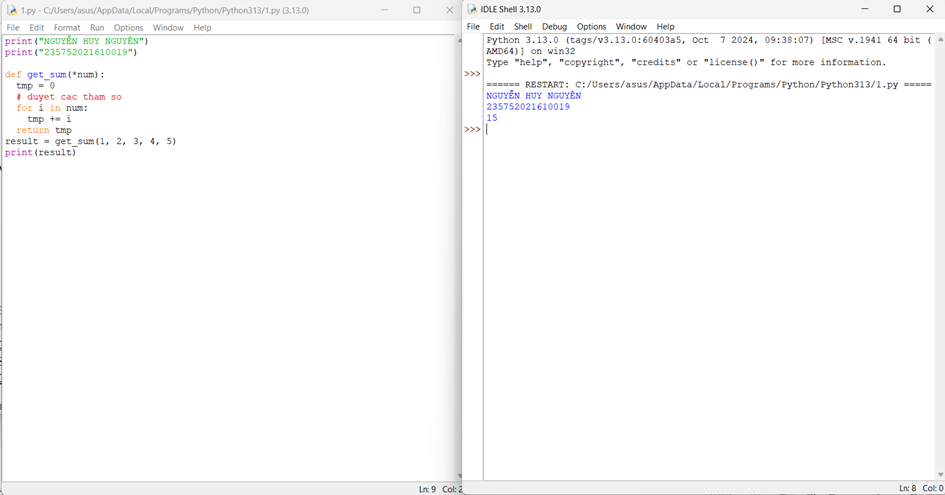 1.py - C:/Users/asus/AppData/Local/Programs/Python/Python313/1.py (3.13.0)
File Edit Format Run Options Window Help
print("NGUYỄN HUY NGUYÊN")
print("235752021610019")
def get_sum(*num):
tmp = 0
# duyet cac tham so
for i in num:
tmp += i
return tmp
result = get_sum(1, 2, 3, 4, 5)
print(result)
Ln: 9 Col: 2
IDLE Shell 3.13.0
File Edit Shell Debug Options Window Help
Python 3.13.0 (tags/v3.13.0:60403a5, Oct 7 2024, 09:38:07) [MSC v.1941 64 bit (
AMD64)] on win32
Type "help", "copyright", "credits" or "license()" for more information.
>>>
====== RESTART: C:/Users/asus/AppData/Local/Programs/Python/Python313/1.py =====
NGUYỄN HUY NGUYÊN
235752021610019
15
>>>
Ln: 8 Col: 0